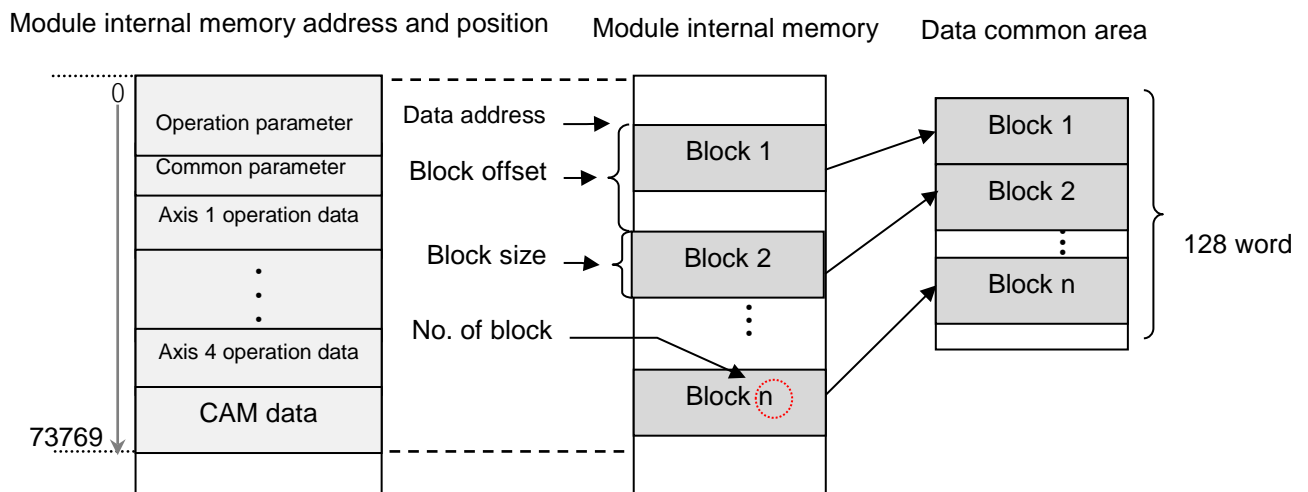 Module internal memory address and position
Module internal memory
Data common area
0
Operation parameter
Common parameter
Axis 1 operation data
Axis 4 operation data
CAM data
73769
Data address
Block offset
Block size
No. of block
Block 1
Block 2
Block n
Block 1
Block 2
Block n
128 word